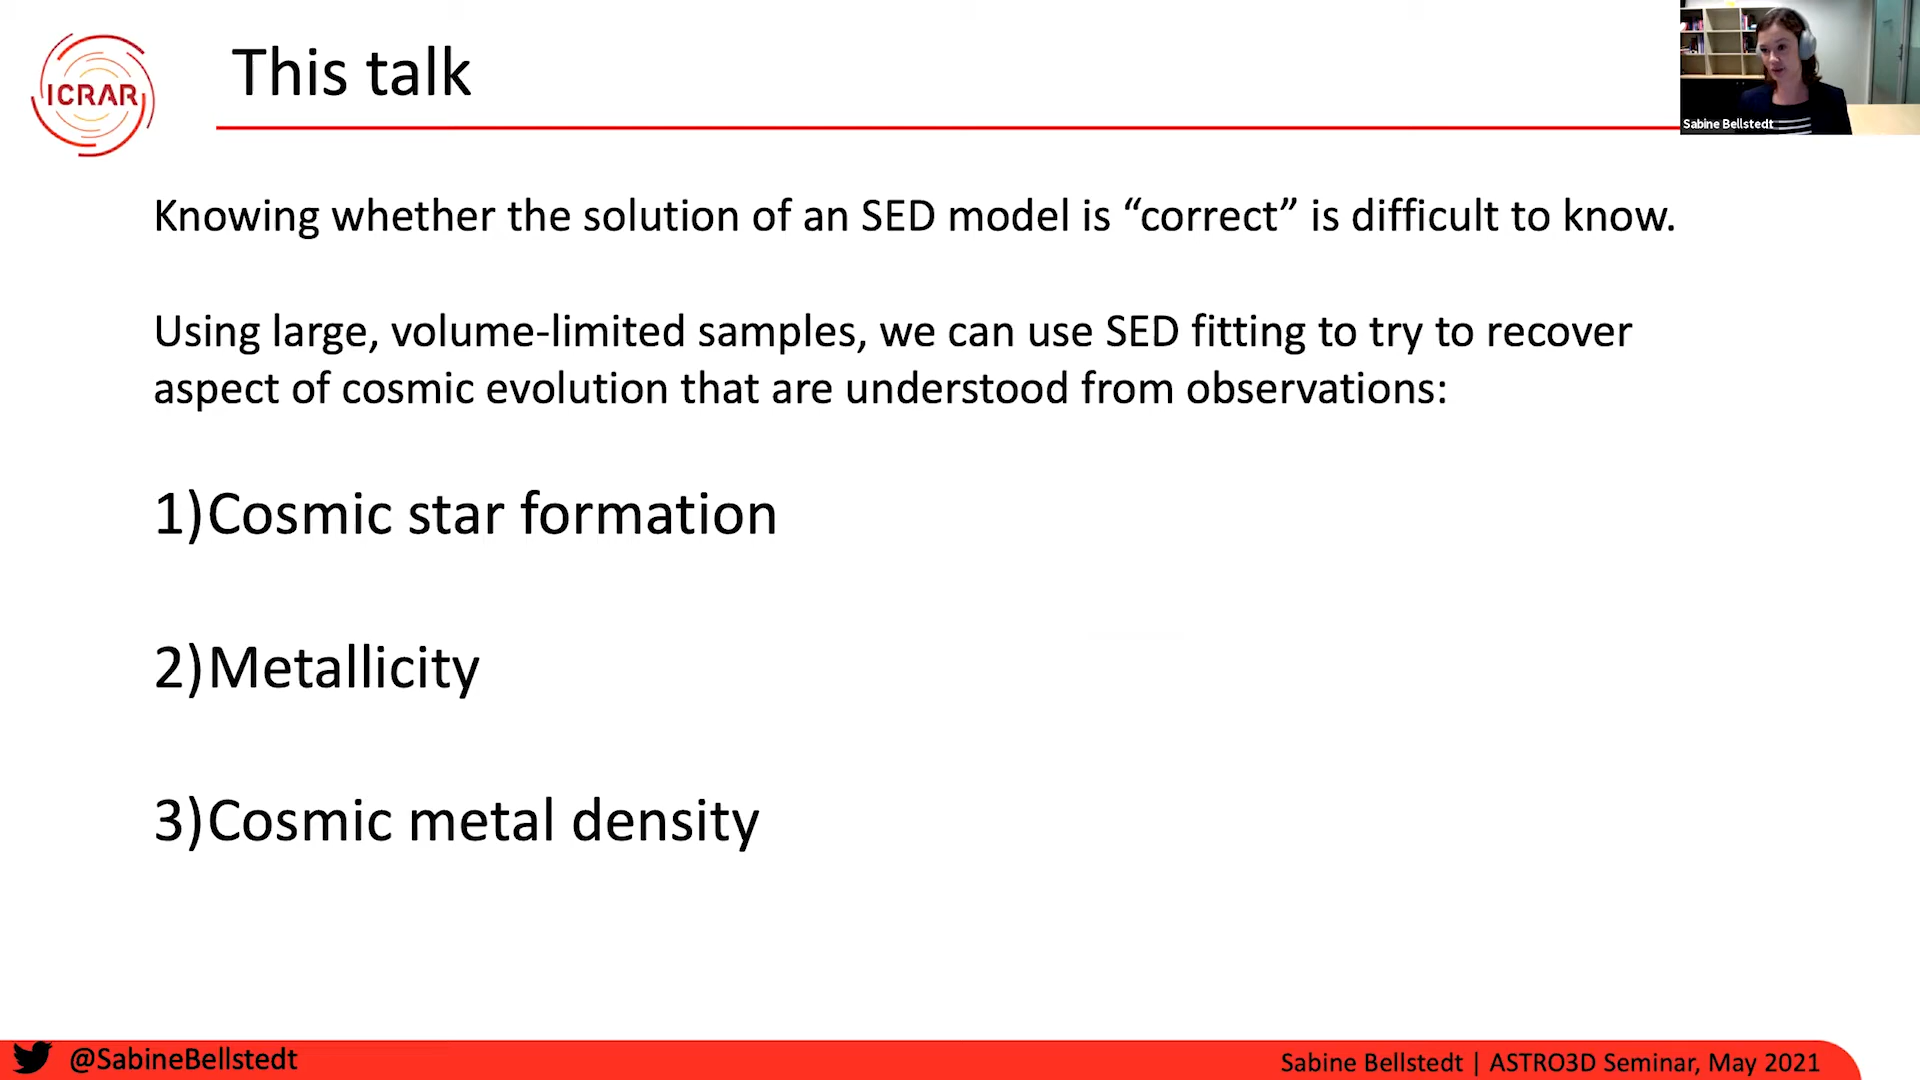 ICRAR
This talk
Sabine Bellstedt
Knowing whether the solution of an SED model is “correct” is difficult to know.
Using large, volume-limited samples, we can use SED fitting to try to recover
aspect of cosmic evolution that are understood from observations:
1)Cosmic star formation
2)Metallicity
3)Cosmic metal density
@SabineBellstedt
Sabine Bellstedt | ASTRO3D Seminar, May 2021